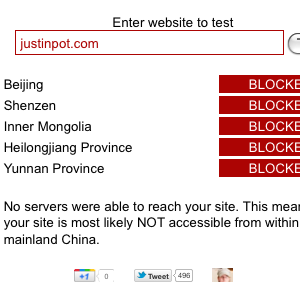 Enter website to test
justinpot.com
Beijing BLOCKE
Shenzen BLOCKE
Inner Mongolia BLOCKE
Heilongjiang Province BLOCKE
Yunnan Province BLOCKE
No servers were able to reach your site. This mean
your site is most likely NOT accessible from within
mainland China.
+1 0 Tweet 496